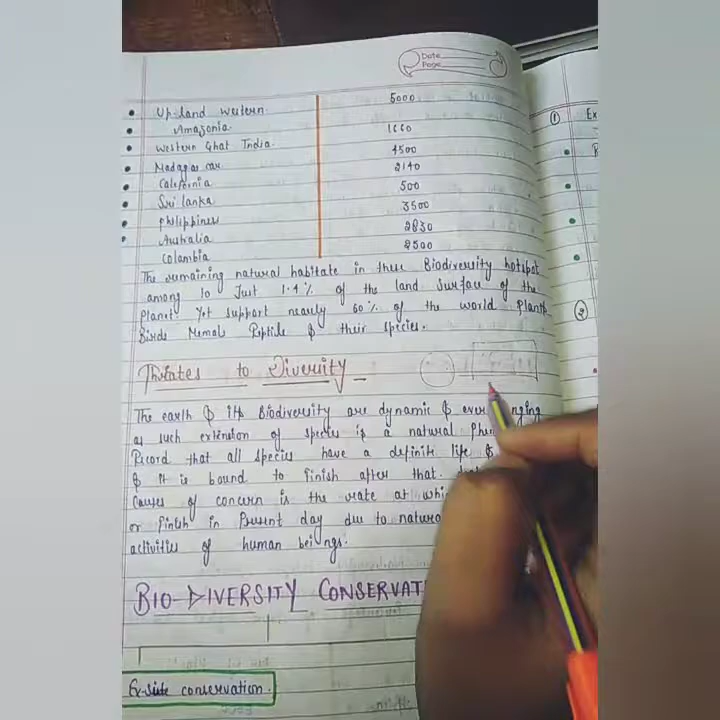 Date
Page
Up-land Western 5000
Amazonia 1660
Western Ghat India 4500
Madagascar 2140
California 500
Sri lanka 3500
philippines 2830
Australia 2500
Colombia
The remaining natural habitate in these Biodiversity hotspot
among to Just 1.4% of the land Surface of the
Planet Yet support nearly 60% of the world Plants
Birds Memal Reptile & their species.
Threates to Diversity
The earth & its Biodiversity are dynamic & ever
as such extension of species is a natural
Record that all species have a definite life &
& it is bound to finish after that.
causes of concern is the rate at
or finish in Present day due to
activities of human beings.
BIO-DIVERSITY
Ex-situ conservation.
1
2